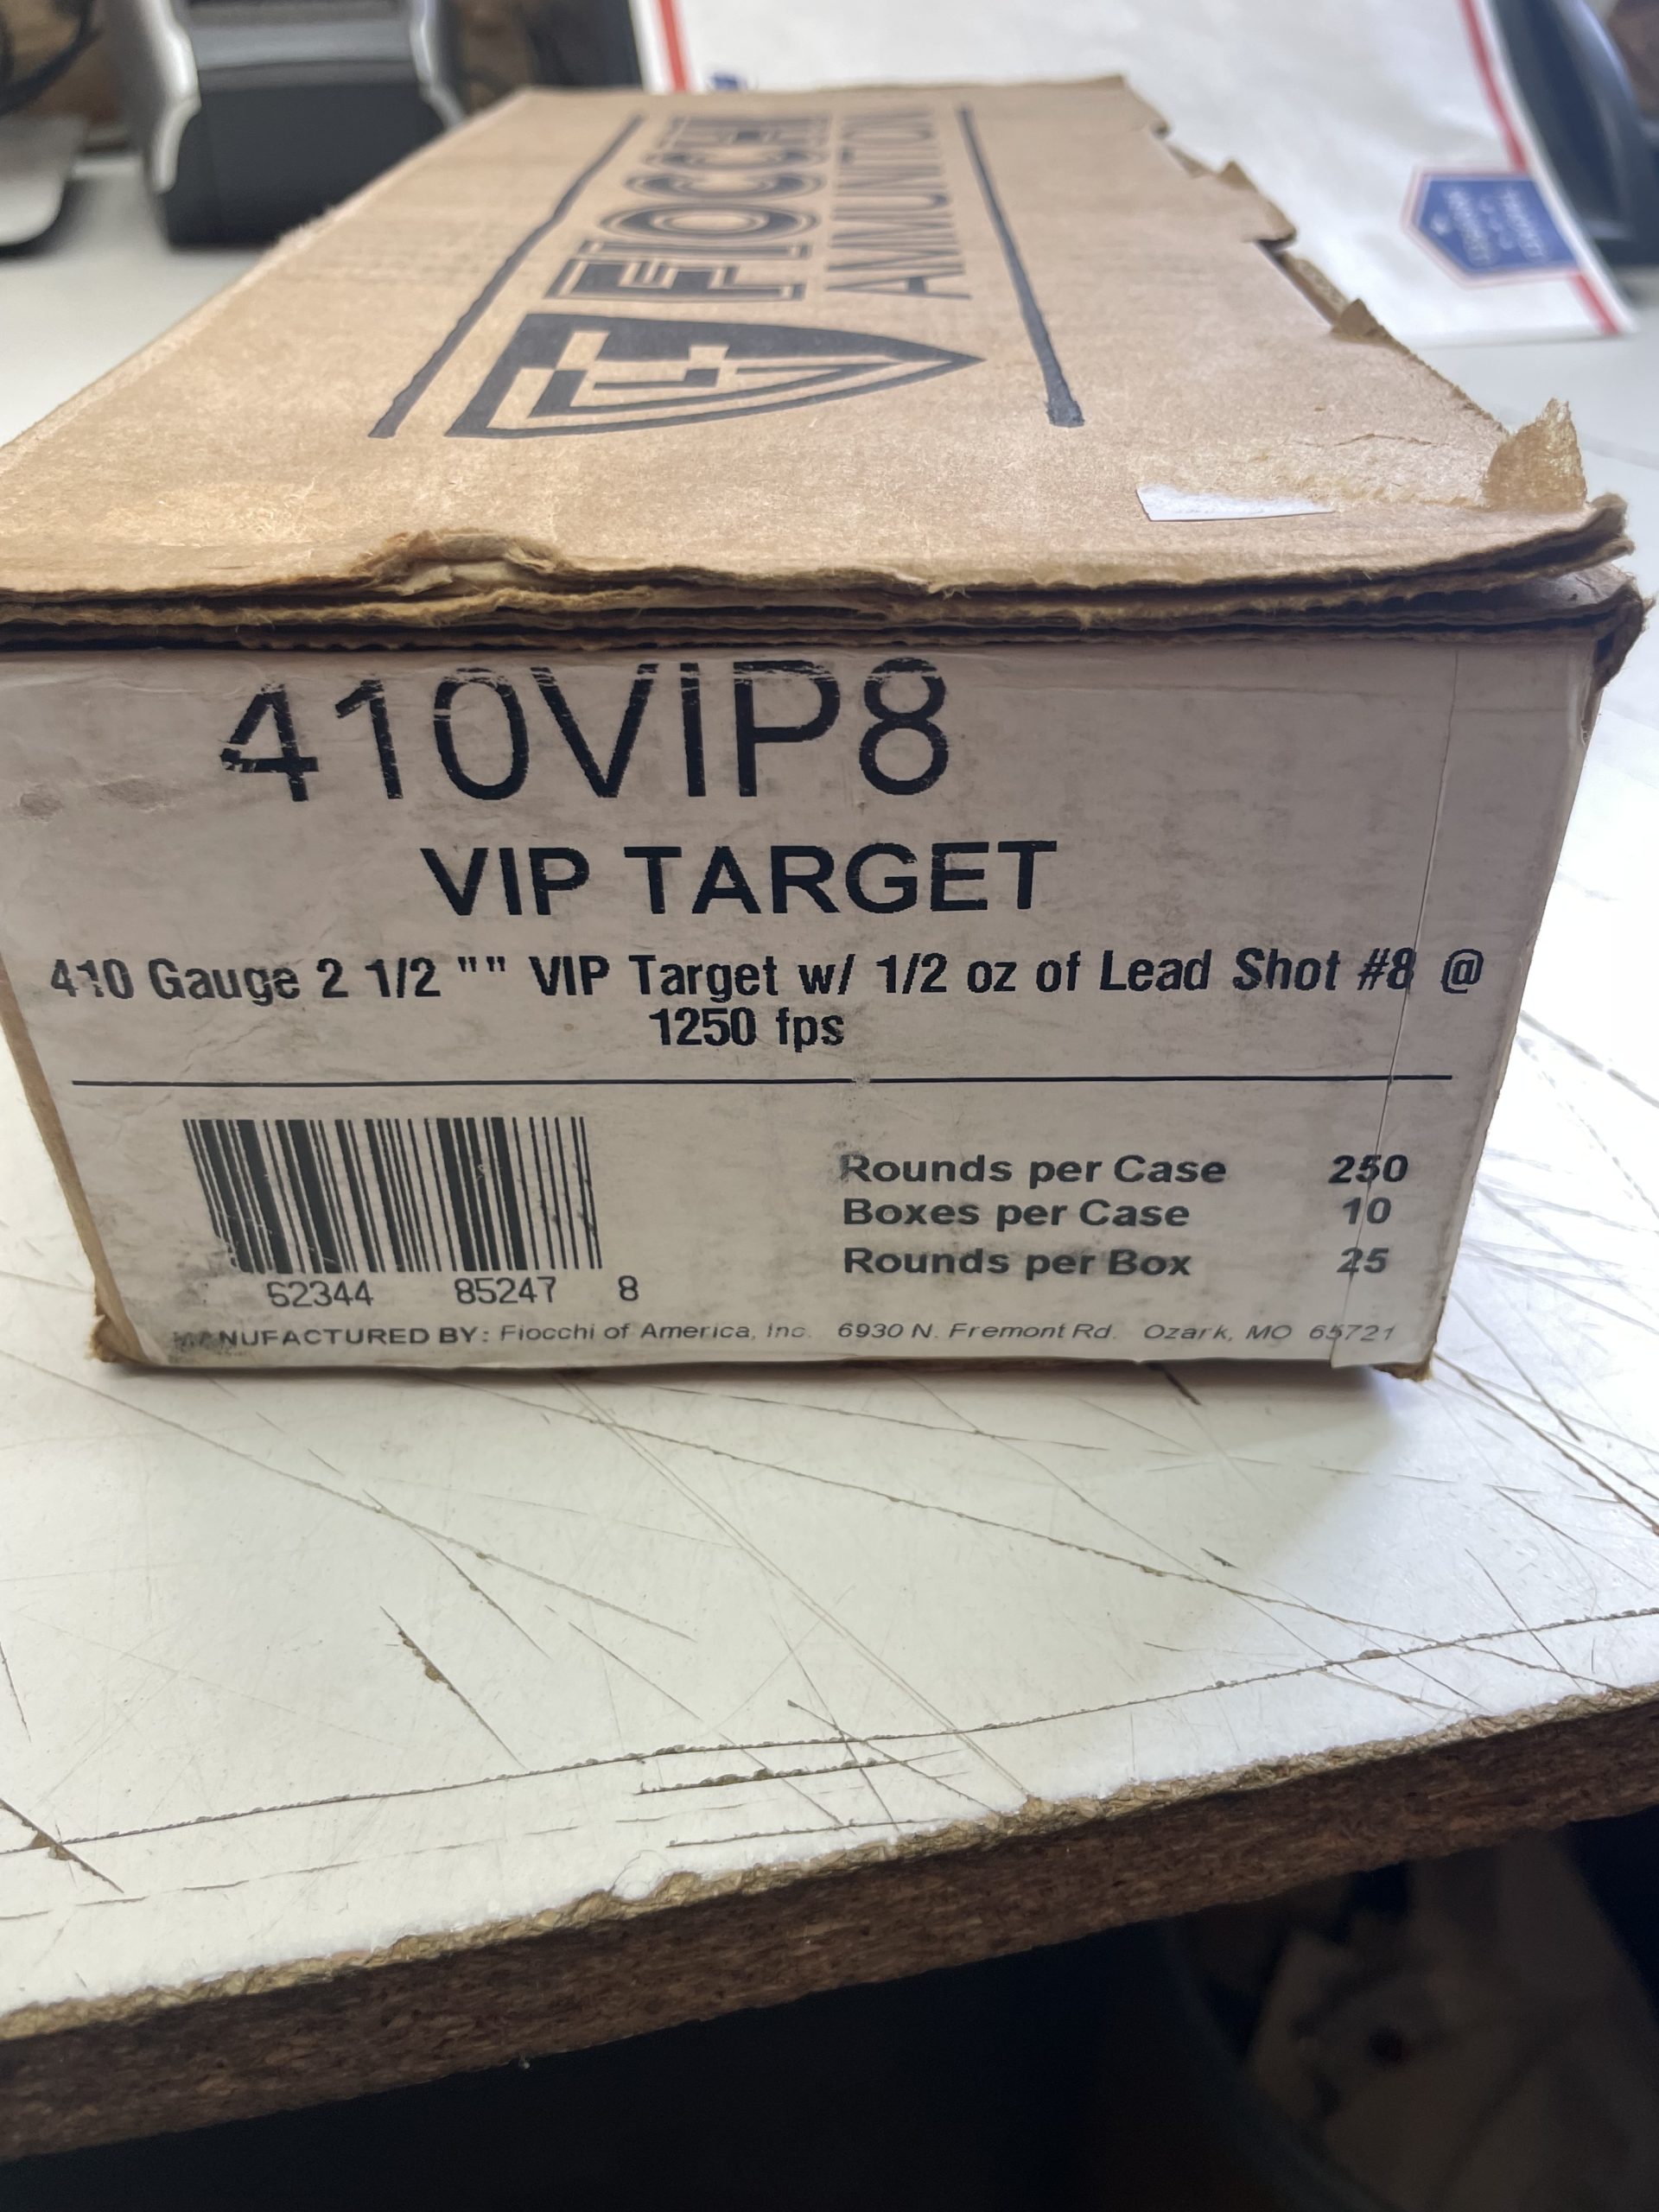 FIOCCHI
AMMUNITION
410VIP8
VIP TARGET
410 Gauge 2 1/2 "" VIP Target w/ 1/2 oz of Lead Shot #8 @
1250 fps
Rounds per Case 250
Boxes per Case 10
Rounds per Box 25
62344 85247 8
MANUFACTURED BY: Fiocchi of America, Inc. 6930 N. Fremont Rd. Ozark, MO 65721